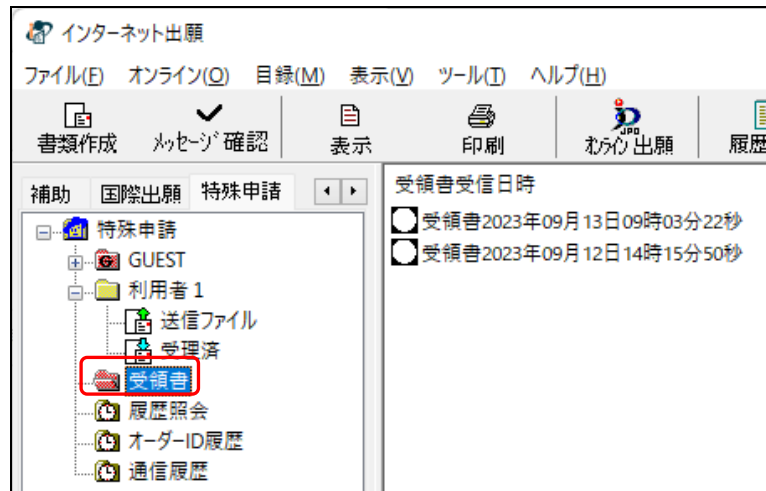 インターネット出願
ファイル(F) オンライン(O) 目録(M) 表示(V) ツール(T) ヘルプ(H)
書類作成 メッセージ確認 表示 印刷 オンライン出願 履歴
JPO
補助 国際出願 特殊申請
特殊申請
GUEST
利用者1
送信ファイル
受理済
受領書
履歴照会
オーダーID履歴
通信履歴
受領書受信日時
受領書2023年09月13日09時03分22秒
受領書2023年09月12日14時15分50秒